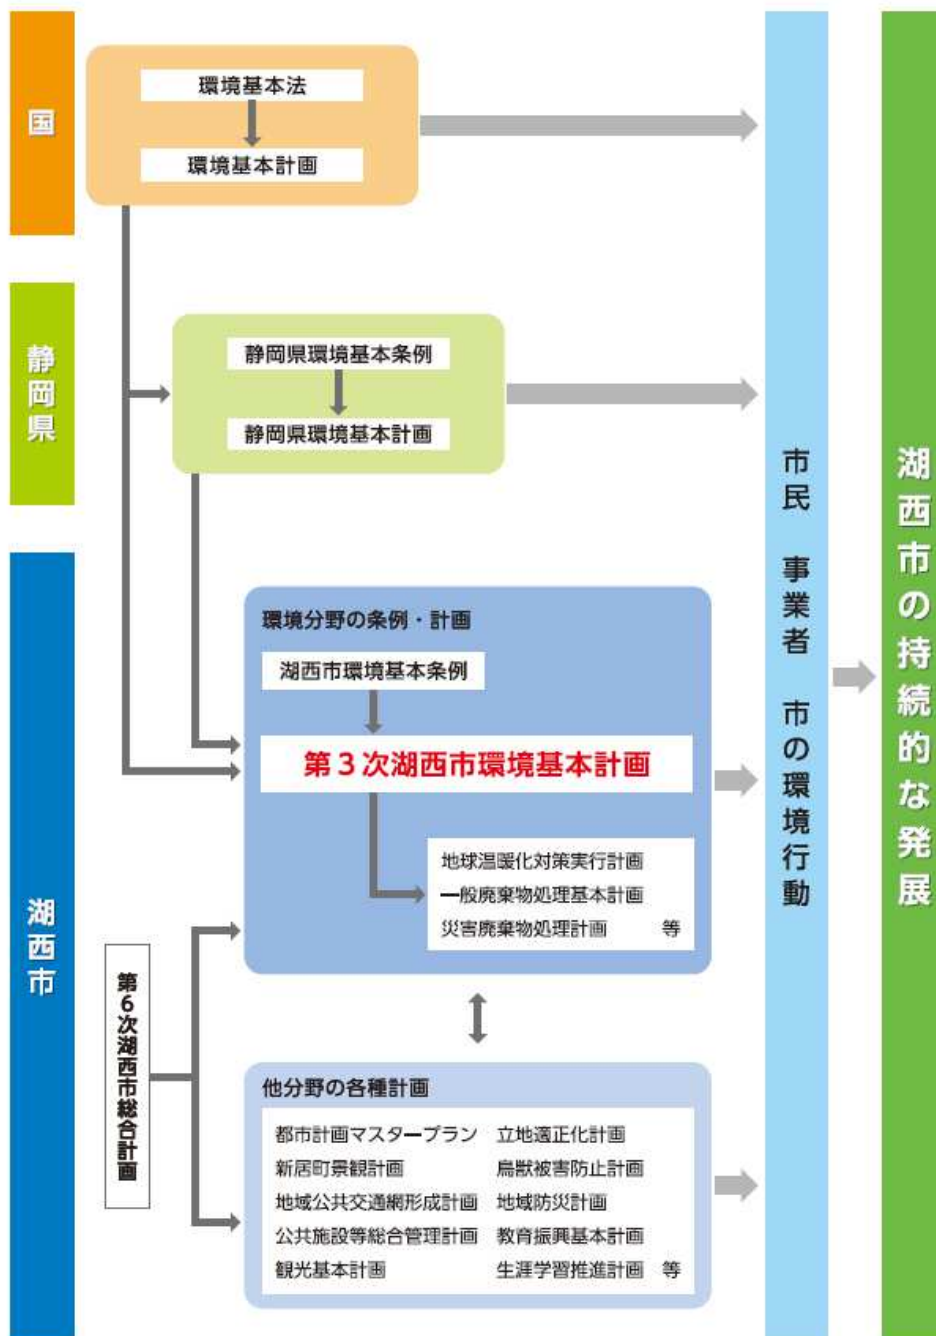 国
環境基本法
環境基本計画
静岡県
静岡県環境基本条例
静岡県環境基本計画
湖西市
環境分野の条例・計画
湖西市環境基本条例
第3次湖西市環境基本計画
地球温暖化対策実行計画
一般廃棄物処理基本計画
災害廃棄物処理計画 等
第6次湖西市総合計画
他分野の各種計画
都市計画マスタープラン 立地適正化計画
新居町景観計画 鳥獣被害防止計画
地域公共交通網形成計画 地域防災計画
公共施設等総合管理計画 教育振興基本計画
観光基本計画 生涯学習推進計画 等
市民 事業者 市の環境行動
湖西市の持続的な発展